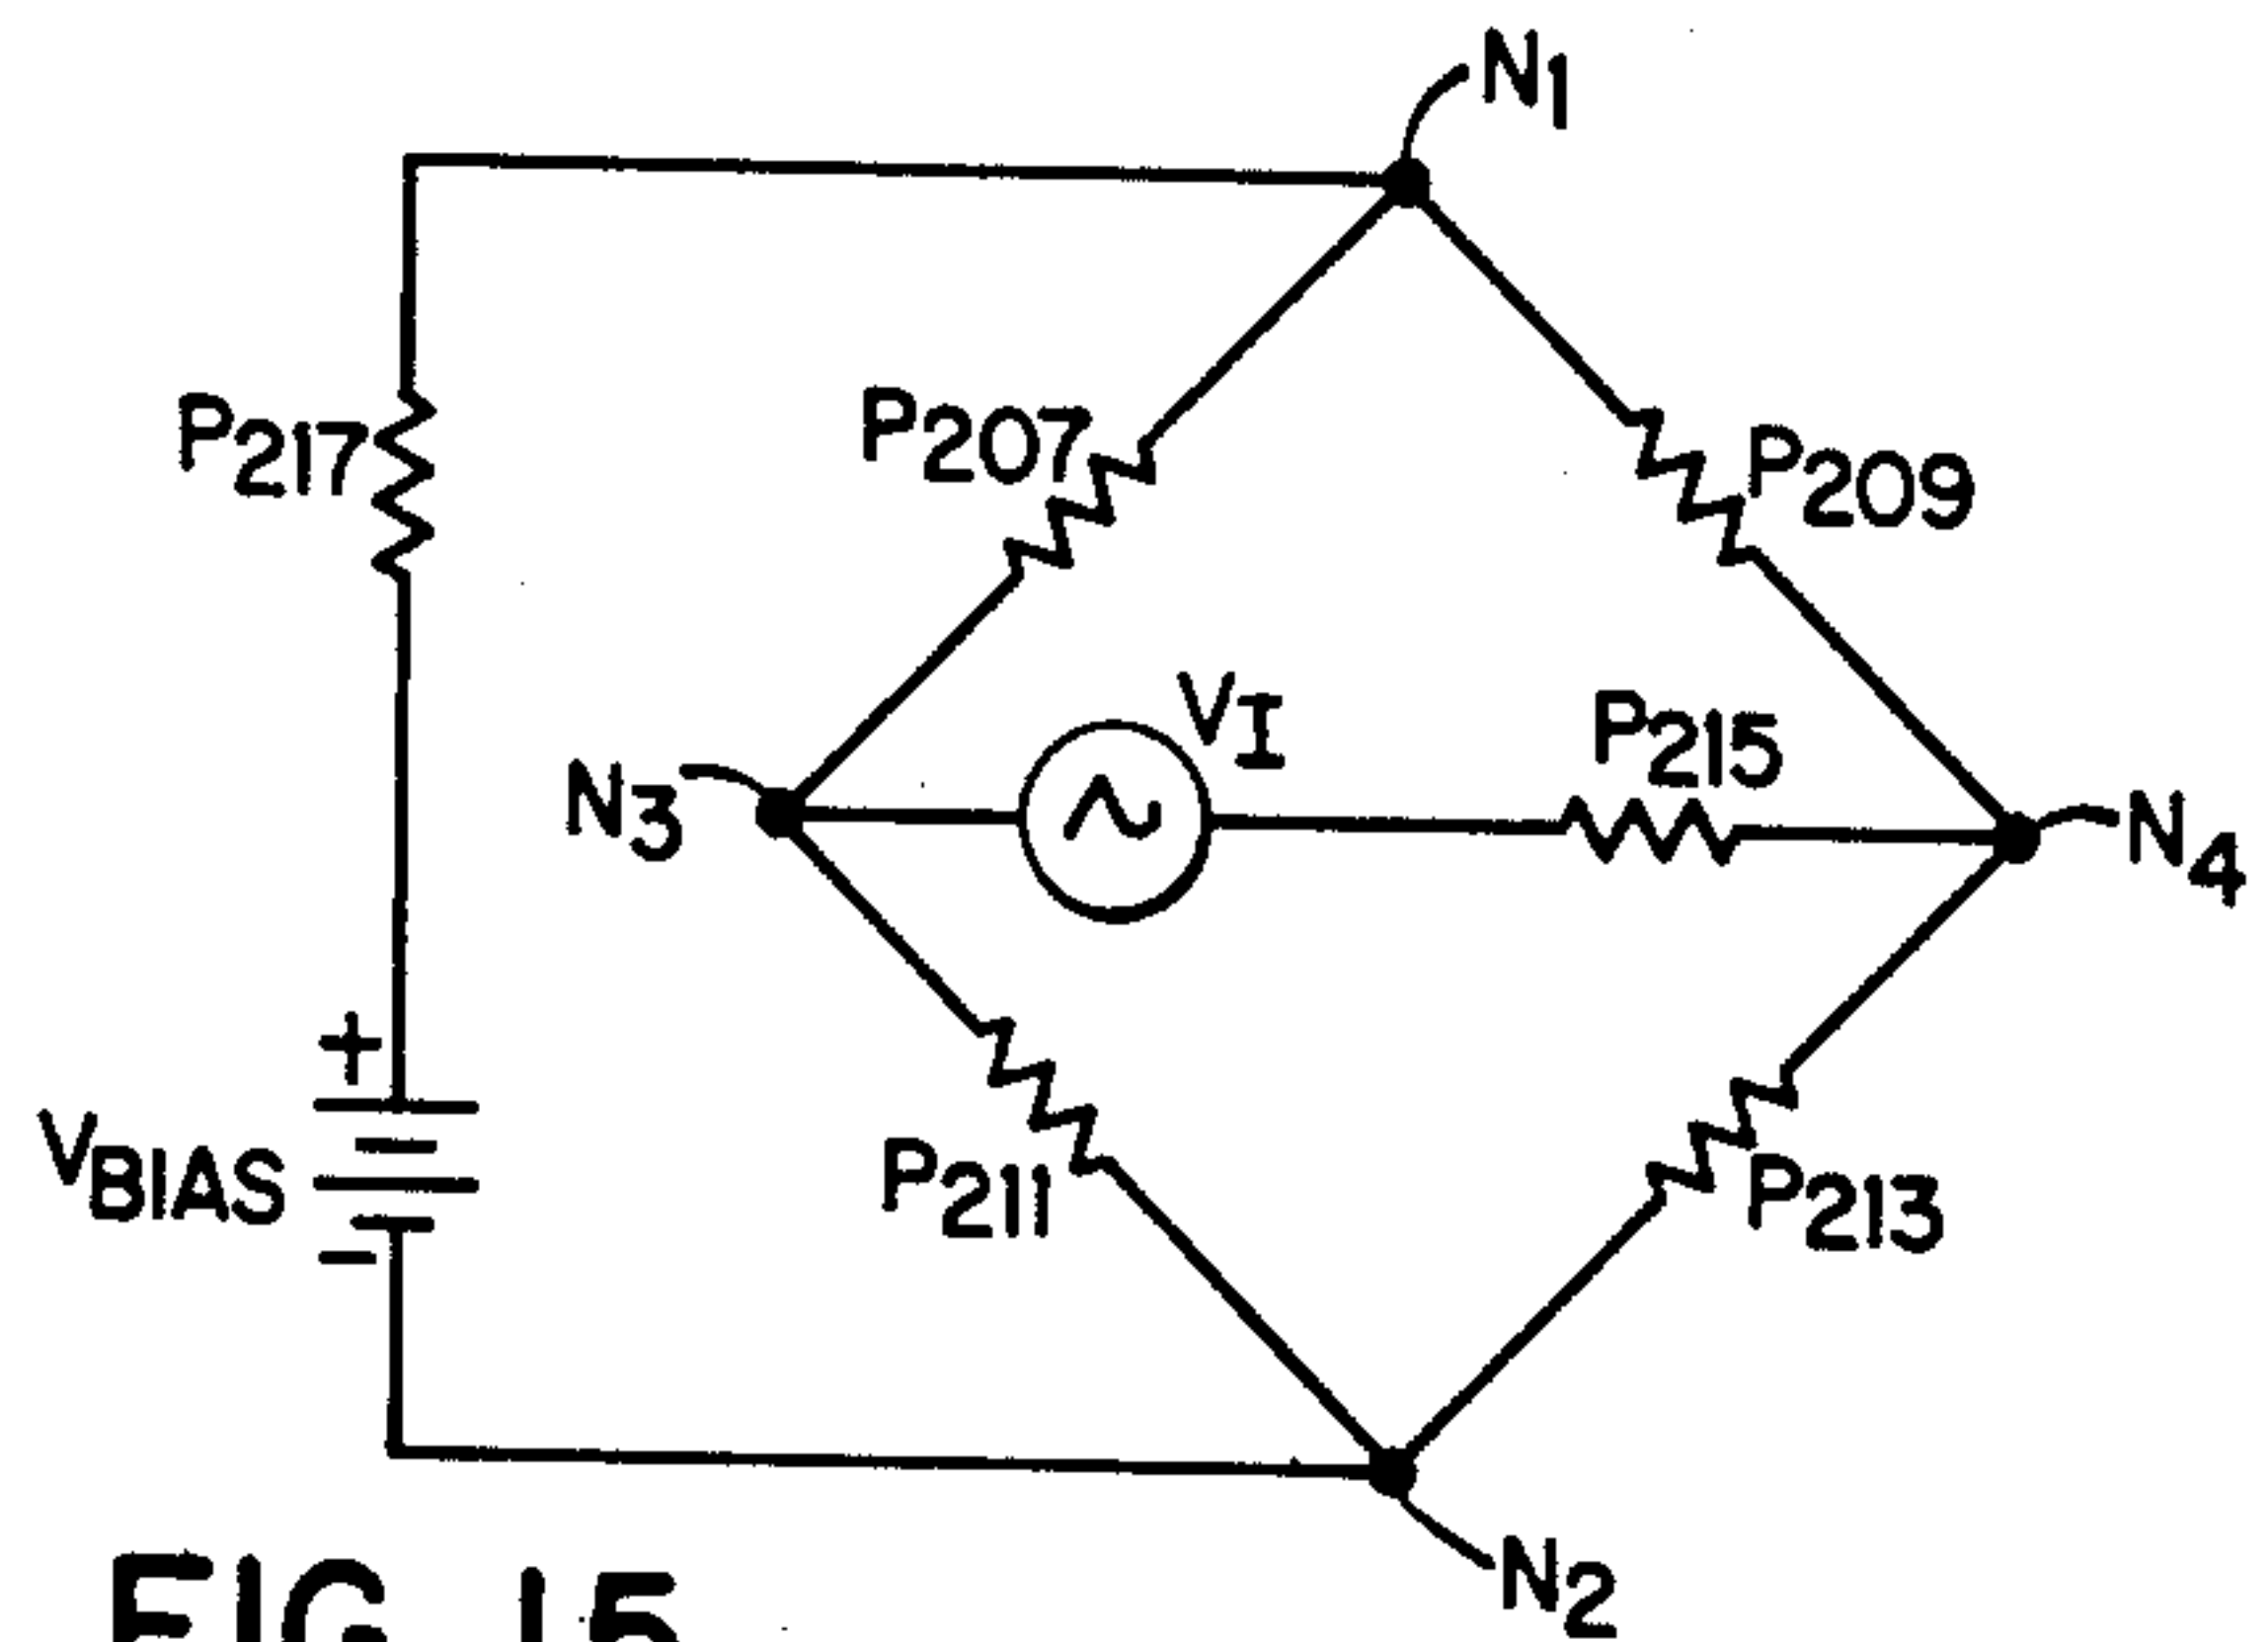 N1
P217
P207
P209
VI
P215
N3
N4
+
VBIAS
P211
P213
−
N2
FIG. 15